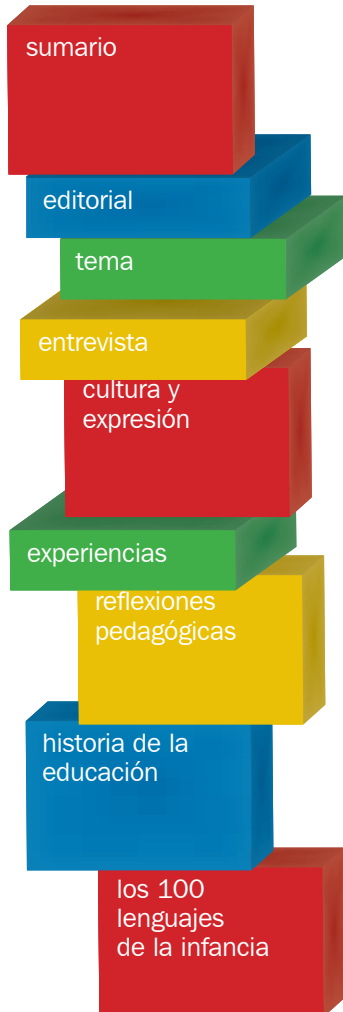 sumario
editorial
tema
entrevista
cultura y
expresión
experiencias
reflexiones
pedagógicas
historia de la
educación
los 100
lenguajes
de la infancia